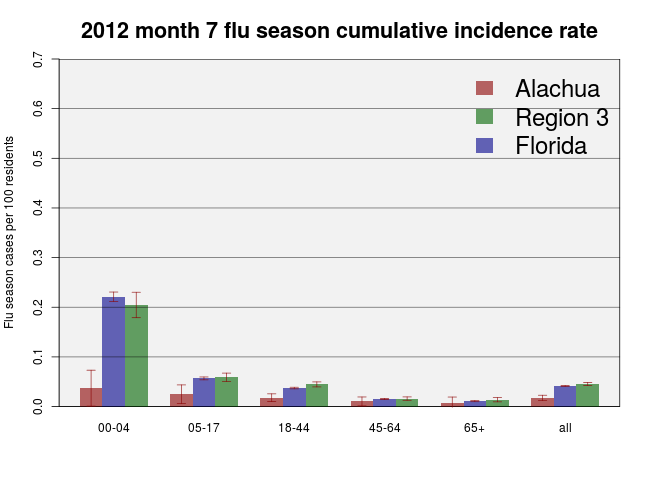 2012 month 7 flu season cumulative incidence rate
Flu season cases per 100 residents
0.7
0.6
0.5
0.4
0.3
0.2
0.1
0.0
Alachua
Region 3
Florida
00-04 05-17 18-44 45-64 65+ all